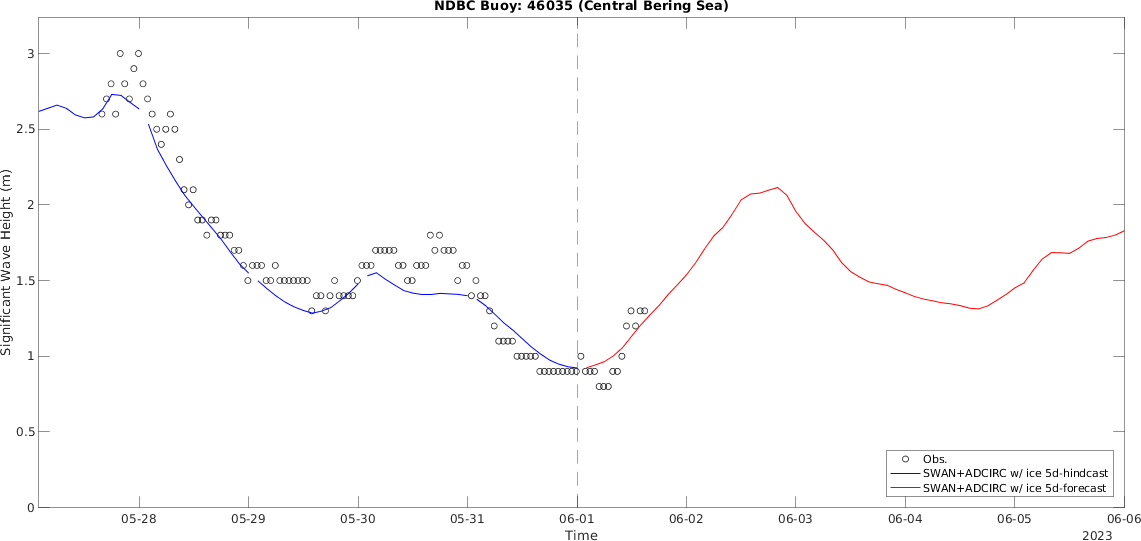 NDBC Buoy: 46035 (Central Bering Sea)
Significant Wave Height (m)
3
2.5
2
1.5
1
0.5
0
Obs.
SWAN+ADCIRC w/ ice 5d-hindcast
SWAN+ADCIRC w/ ice 5d-forecast
05-28 05-29 05-30 05-31 06-01 06-02 06-03 06-04 06-05 06-06
Time
2023